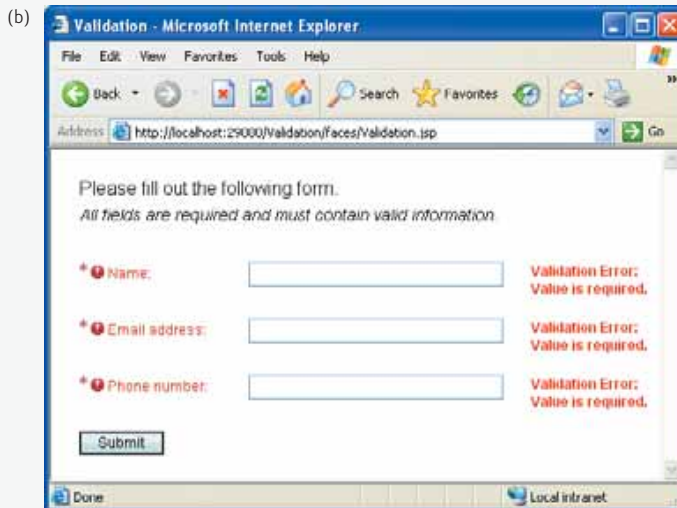 (b)
Validation - Microsoft Internet Explorer
File Edit View Favorites Tools Help
Back Search Favorites »
Address http://localhost:29000/Validation/faces/Validation.jsp Go
Please fill out the following form.
All fields are required and must contain valid information.
* Name: Validation Error:
Value is required.
* Email address: Validation Error:
Value is required.
* Phone number: Validation Error:
Value is required.
Submit
Done Local intranet